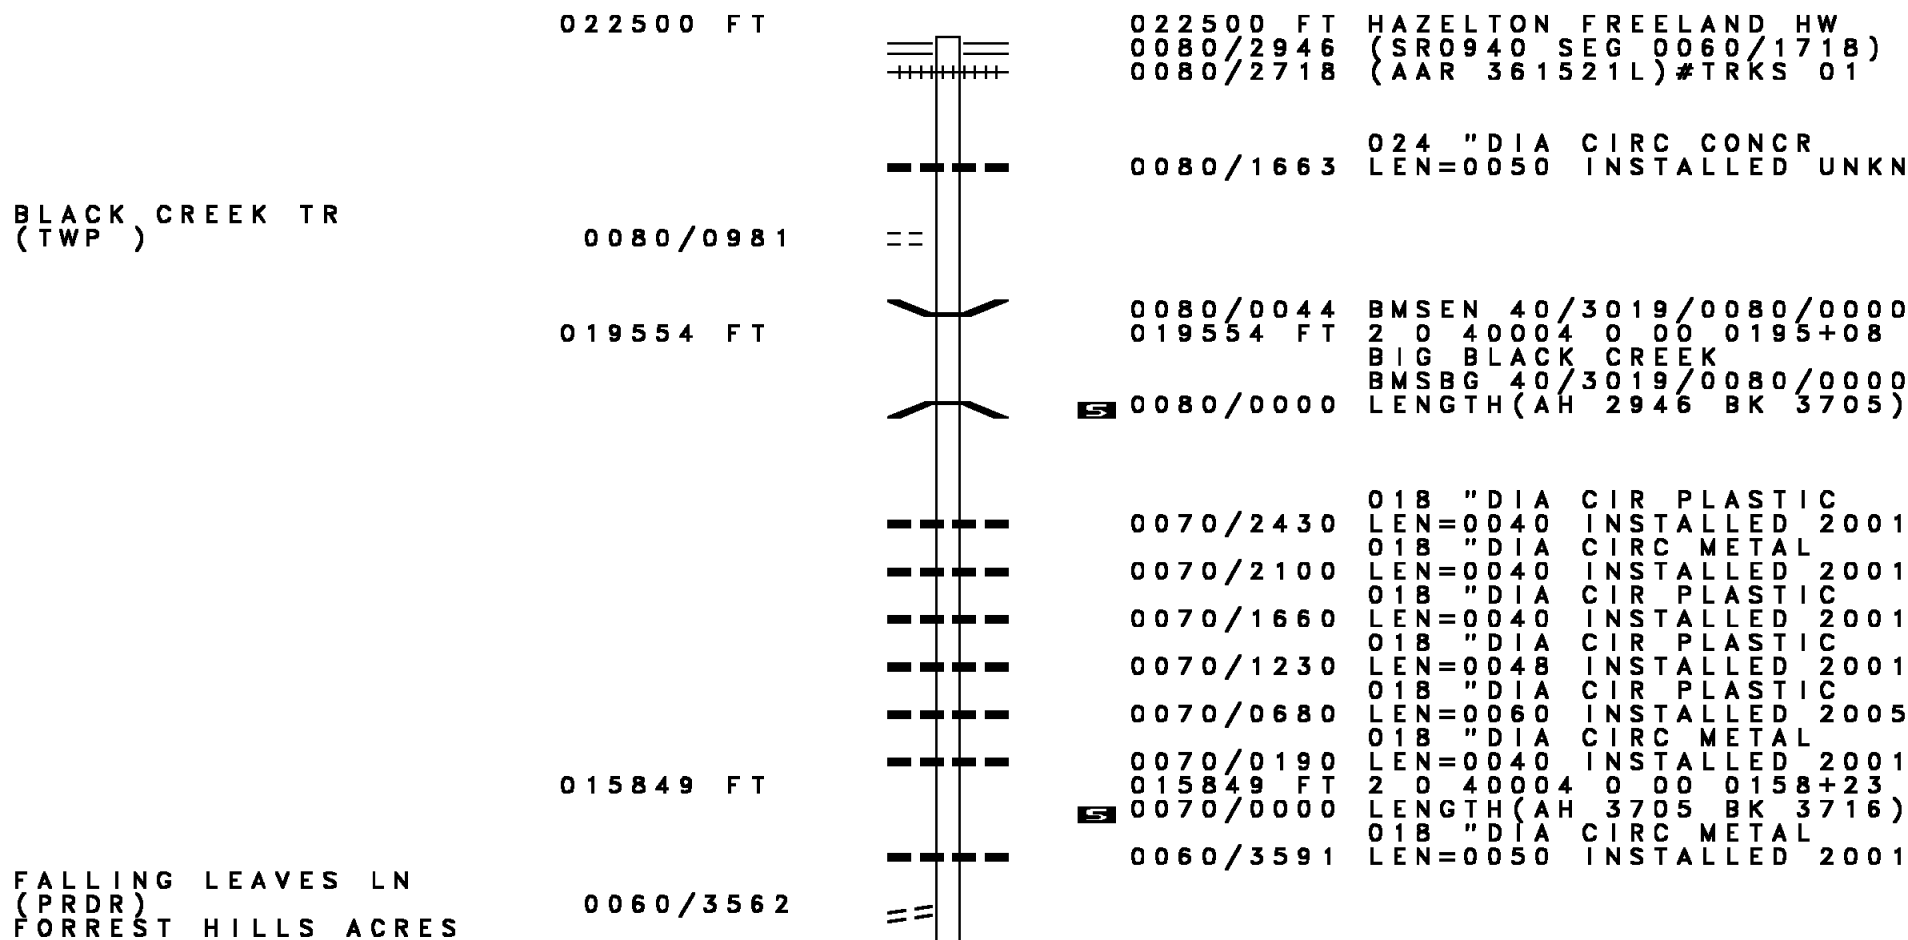 022500 FT 022500 FT HAZELTON FREELAND HW
0080/2946 (SR0940 SEG 0060/1718)
0080/2718 (AAR 361521L)#TRKS 01
024 "DIA CIRC CONCR
0080/1663 LEN=0050 INSTALLED UNKN
BLACK CREEK TR
(TWP ) 0080/0981
0080/0044 BMSEN 40/3019/0080/0000
019554 FT 019554 FT 2 0 40004 0 00 0195+08
BIG BLACK CREEK
BMSBG 40/3019/0080/0000
S 0080/0000 LENGTH(AH 2946 BK 3705)
018 "DIA CIR PLASTIC
0070/2430 LEN=0040 INSTALLED 2001
018 "DIA CIRC METAL
0070/2100 LEN=0040 INSTALLED 2001
018 "DIA CIR PLASTIC
0070/1660 LEN=0040 INSTALLED 2001
018 "DIA CIR PLASTIC
0070/1230 LEN=0048 INSTALLED 2001
018 "DIA CIR PLASTIC
0070/0680 LEN=0060 INSTALLED 2005
018 "DIA CIRC METAL
0070/0190 LEN=0040 INSTALLED 2001
015849 FT 015849 FT 2 0 40004 0 00 0158+23
S 0070/0000 LENGTH(AH 3705 BK 3716)
018 "DIA CIRC METAL
0060/3591 LEN=0050 INSTALLED 2001
FALLING LEAVES LN
(PRDR) 0060/3562
FORREST HILLS ACRES